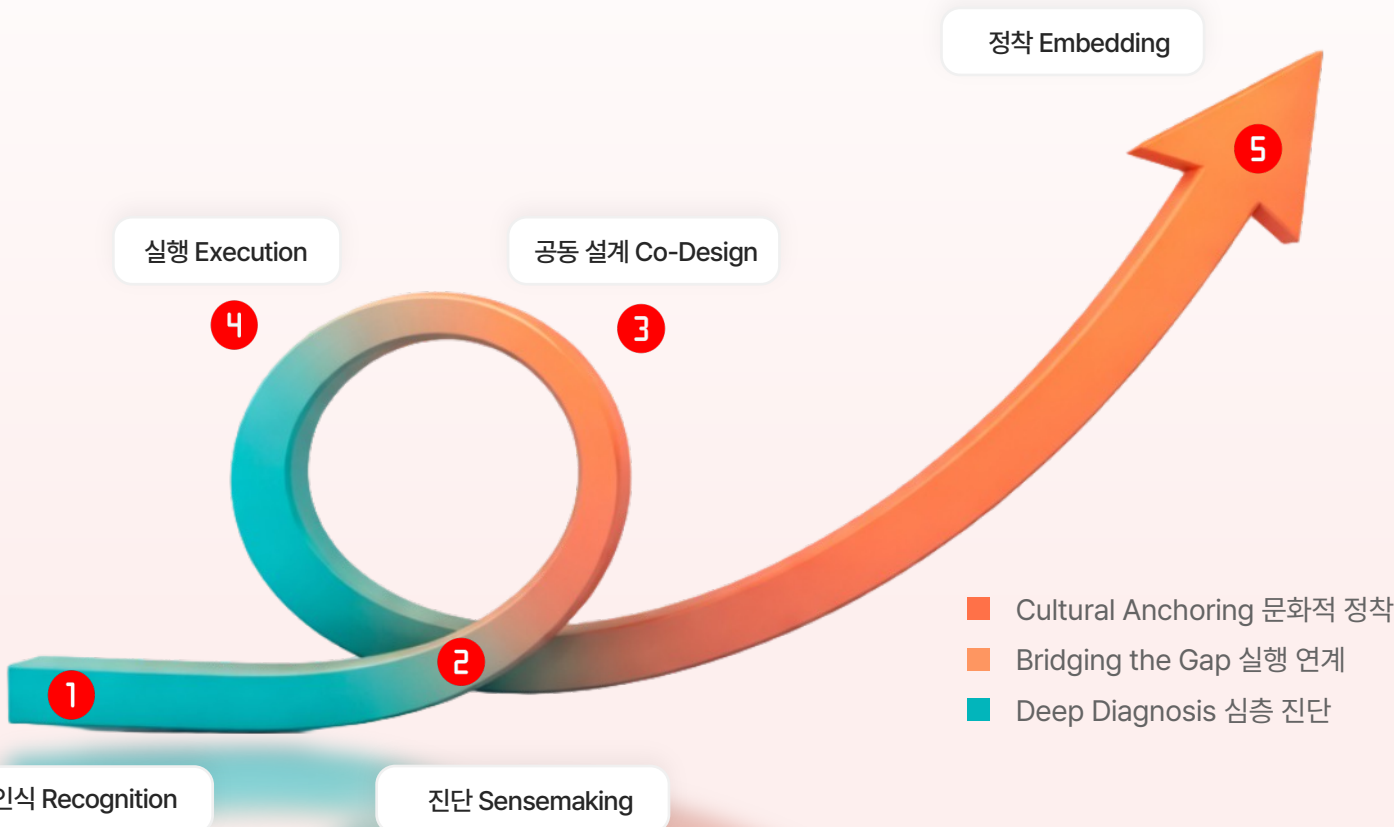 정착 Embedding
5
실행 Execution
공동 설계 Co-Design
4
3
Cultural Anchoring 문화적 정착
Bridging the Gap 실행 연계
Deep Diagnosis 심층 진단
2
1
인식 Recognition
진단 Sensemaking